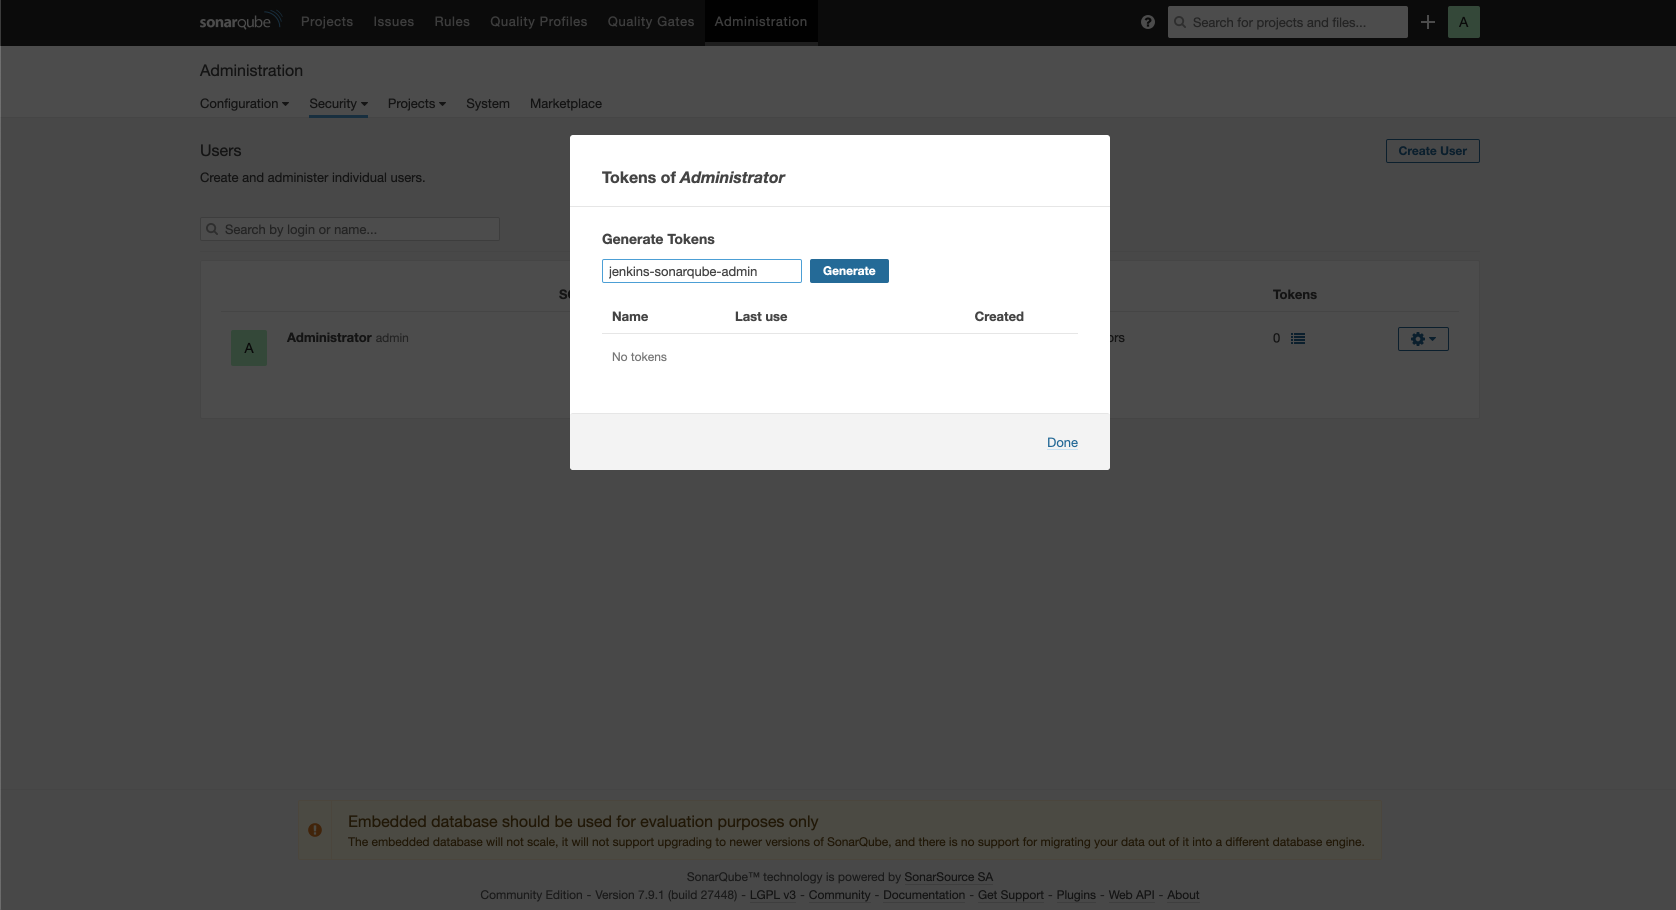 sonarqube Projects Issues Rules Quality Profiles Quality Gates Administration Search for projects and files... A
Administration
Configuration Security Projects System Marketplace
Users
Create User
Create and administer individual users.
Search by login or name...
Tokens of Administrator
Generate Tokens
jenkins-sonarqube-admin Generate
Name Last use Created
No tokens
Done
Tokens
A Administrator admin 0
Embedded database should be used for evaluation purposes only
The embedded database will not scale, it will not support upgrading to newer versions of SonarQube, and there is no support for migrating your data out of it into a different database engine.
SonarQube™ technology is powered by SonarSource SA
Community Edition - Version 7.9.1 (build 27448) - LGPL v3 - Community - Documentation - Get Support - Plugins - Web API - About